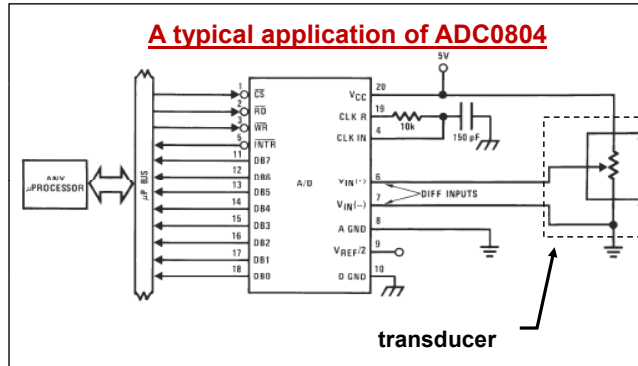 A typical application of ADC0804
5V
1 CS
2 RD
3 WR
5 INTR
11 DB7
12 DB6
13 DB5
14 DB4
15 DB3
16 DB2
17 DB1
18 DB0
ANY
µPROCESSOR
µP BUS
A/D
VCC 20
CLK R 19
CLK IN 4
10k
150 pF
VIN(+) 6
DIFF INPUTS
VIN(−) 7
A GND 8
VREF/2 9
D GND 10
transducer